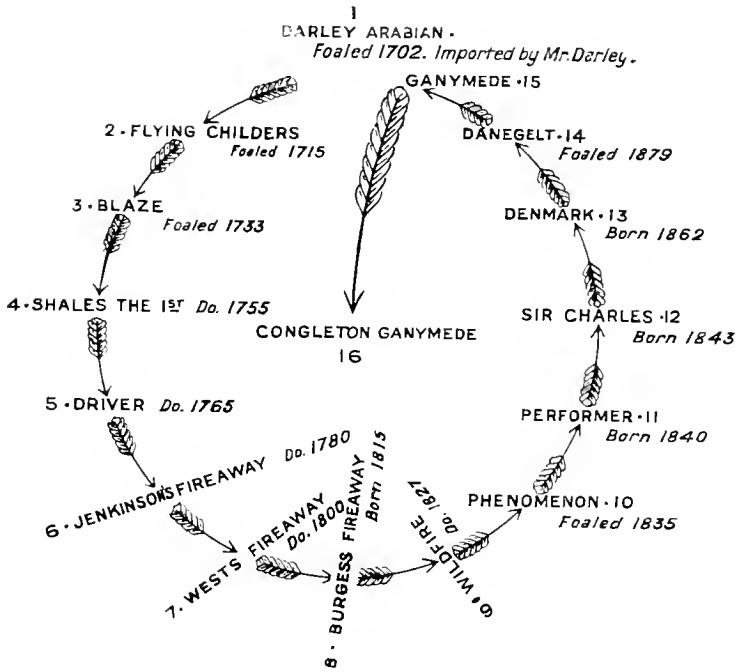 1
DARLEY ARABIAN.
Foaled 1702. Imported by Mr. Darley.
2 · FLYING CHILDERS
Foaled 1715
3 · BLAZE
Foaled 1733
4 · SHALES THE 1ST Do. 1755
5 · DRIVER Do. 1765
6 · JENKINSONS FIREAWAY Do. 1780
7 · WESTS FIREAWAY
Do. 1800
8 · BURGESS FIREAWAY
Born 1815
9 · WILDFIRE
Do. 1827
PHENOMENON · 10
Foaled 1835
PERFORMER · 11
Born 1840
SIR CHARLES · 12
Born 1843
DENMARK · 13
Born 1862
DANEGELT · 14
Foaled 1879
GANYMEDE · 15
CONGLETON GANYMEDE
16